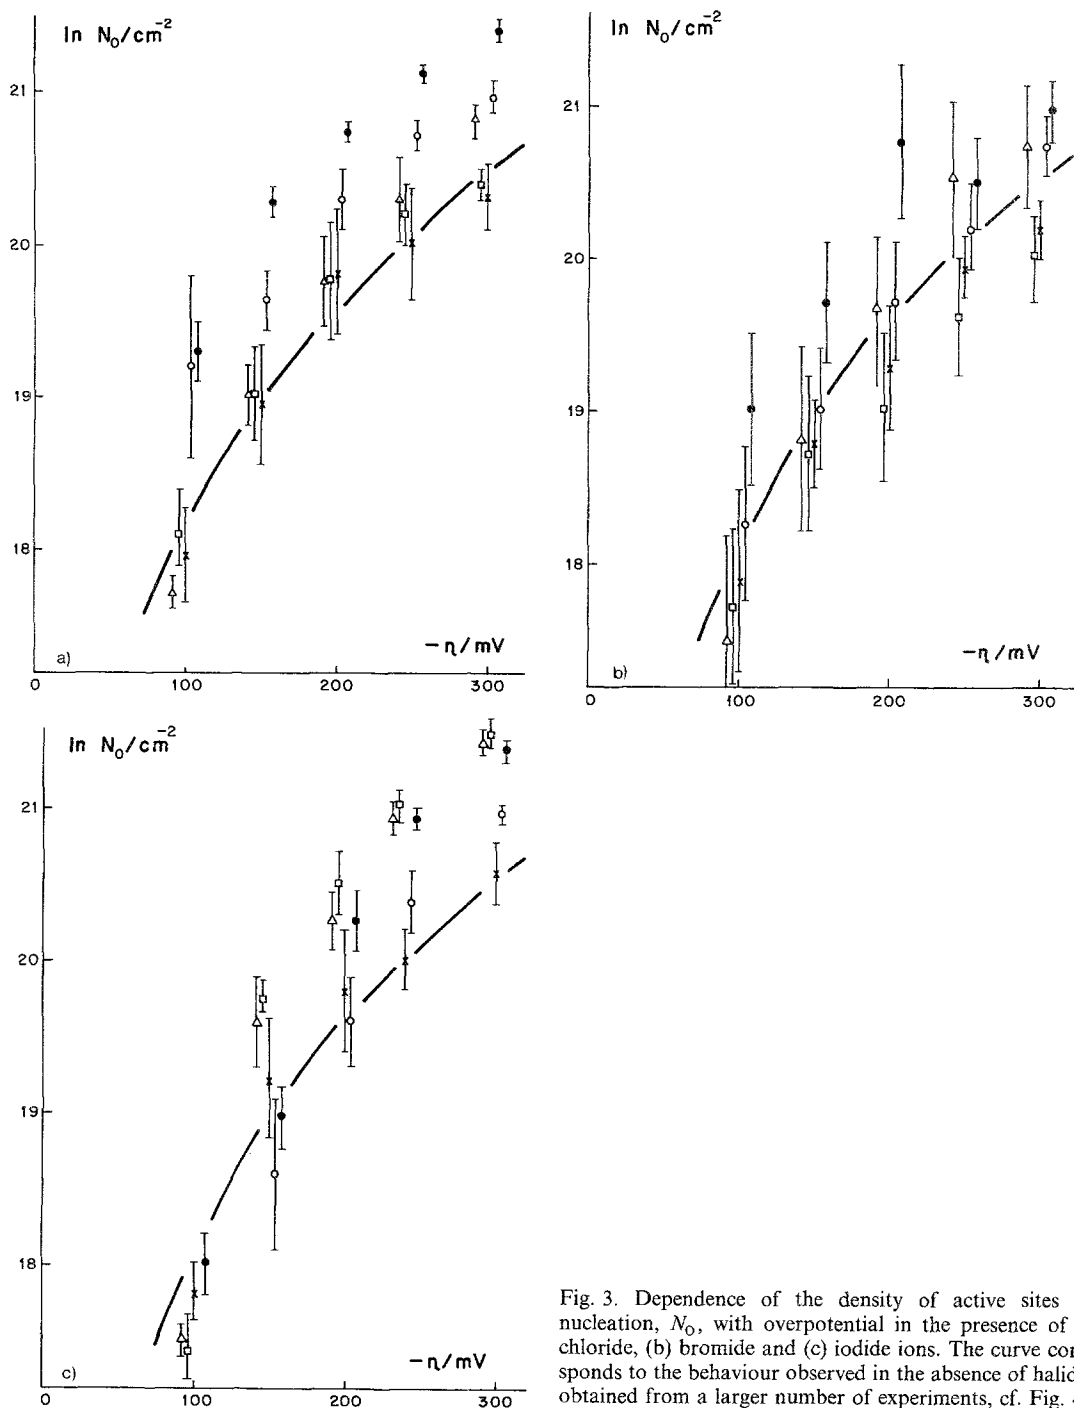 ln N₀/cm⁻²
21
20
19
18
a)
-η/mV
0 100 200 300
ln N₀/cm⁻²
21
20
19
18
b)
-η/mV
0 100 200 300
ln N₀/cm⁻²
21
20
19
18
c)
-η/mV
0 100 200 300
Fig. 3. Dependence of the density of active sites
nucleation, N₀, with overpotential in the presence of
chloride, (b) bromide and (c) iodide ions. The curve cor
sponds to the behaviour observed in the absence of halid
obtained from a larger number of experiments, cf. Fig.